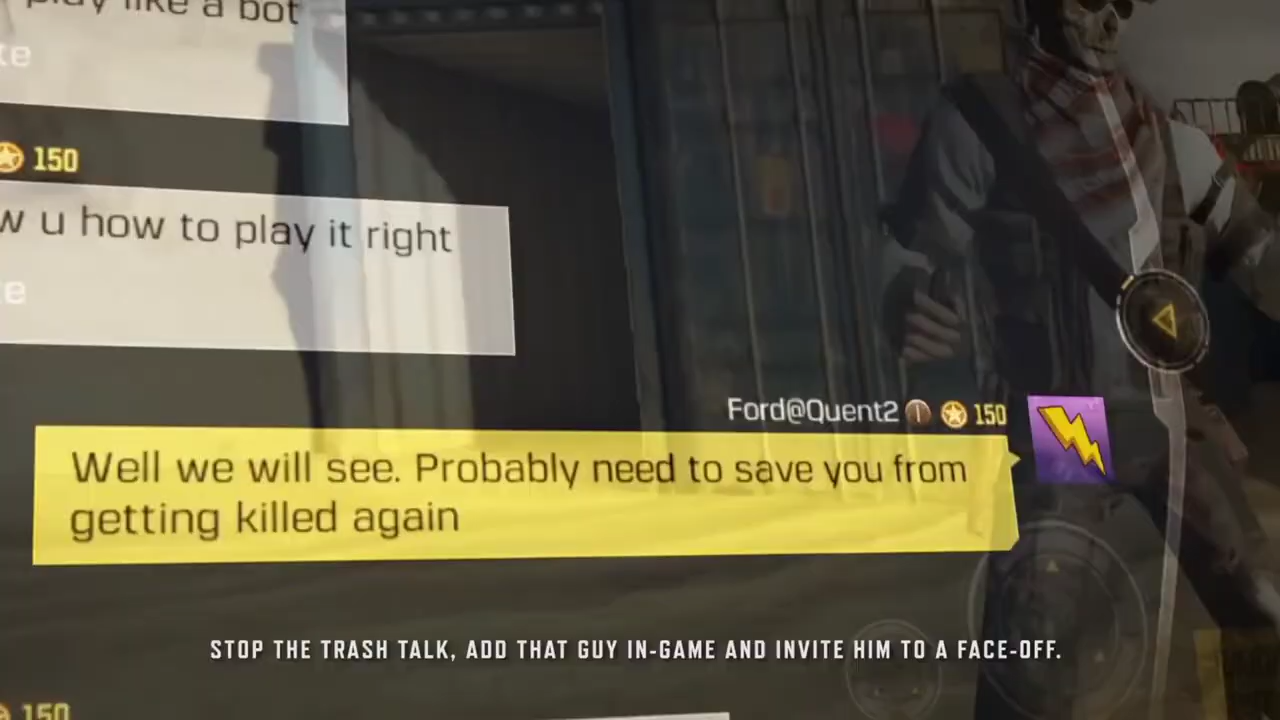 play like a bot
150
u how to play it right
Ford@Quent2 150
Well we will see. Probably need to save you from
getting killed again
STOP THE TRASH TALK, ADD THAT GUY IN-GAME AND INVITE HIM TO A FACE-OFF.
150